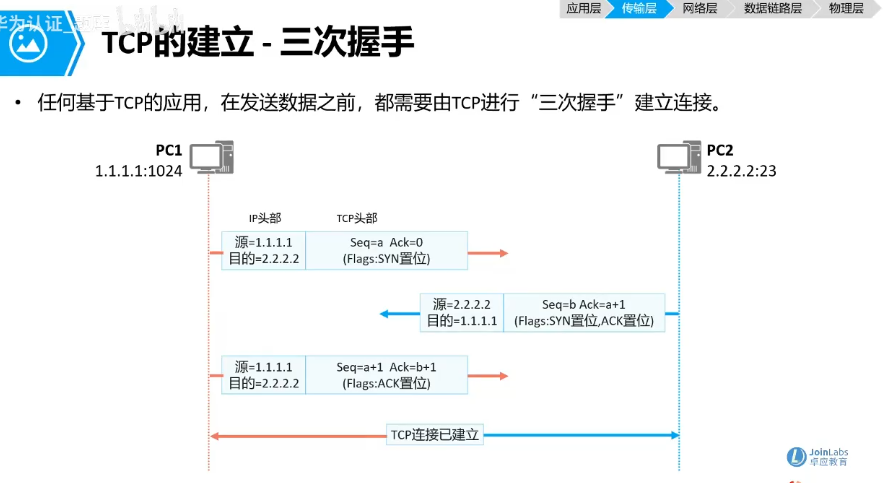 应用层 传输层 网络层 数据链路层 物理层
华为认证_
TCP的建立 - 三次握手
• 任何基于TCP的应用，在发送数据之前，都需要由TCP进行“三次握手”建立连接。
PC1
1.1.1.1:1024
PC2
2.2.2.2:23
IP头部 TCP头部
源=1.1.1.1 Seq=a Ack=0
目的=2.2.2.2 (Flags:SYN置位)
源=2.2.2.2 Seq=b Ack=a+1
目的=1.1.1.1 (Flags:SYN置位,ACK置位)
源=1.1.1.1 Seq=a+1 Ack=b+1
目的=2.2.2.2 (Flags:ACK置位)
TCP连接已建立
JoinLabs
卓应教育